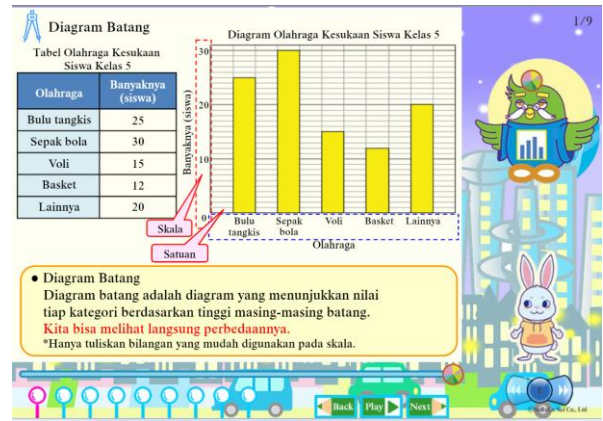 Diagram Batang
1/9
Tabel Olahraga Kesukaan
Siswa Kelas 5
Olahraga Banyaknya (siswa)
Bulu tangkis 25
Sepak bola 30
Voli 15
Basket 12
Lainnya 20
Diagram Olahraga Kesukaan Siswa Kelas 5
Banyaknya (siswa)
30
20
10
0
Bulu tangkis Sepak bola Voli Basket Lainnya
Olahraga
Skala
Satuan
● Diagram Batang
Diagram batang adalah diagram yang menunjukkan nilai
tiap kategori berdasarkan tinggi masing-masing batang.
Kita bisa melihat langsung perbedaannya.
*Hanya tuliskan bilangan yang mudah digunakan pada skala.
Back Play Next